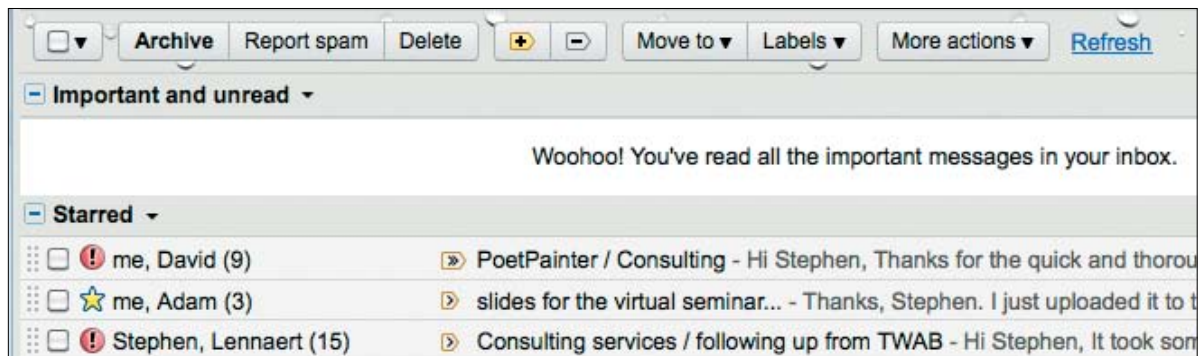 Archive Report spam Delete Move to Labels More actions Refresh
Important and unread
Woohoo! You've read all the important messages in your inbox.
Starred
me, David (9) PoetPainter / Consulting - Hi Stephen, Thanks for the quick and thorou
me, Adam (3) slides for the virtual seminar... - Thanks, Stephen. I just uploaded it to t
Stephen, Lennaert (15) Consulting services / following up from TWAB - Hi Stephen, It took som